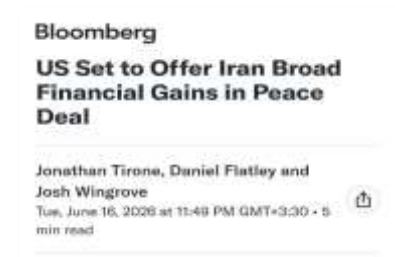 Bloomberg
US Set to Offer Iran Broad
Financial Gains in Peace
Deal
Jonathan Tirone, Daniel Flatley and
Josh Wingrove
Tue, June 16, 2026 at 11:49 PM GMT+3:30 • 5
min read